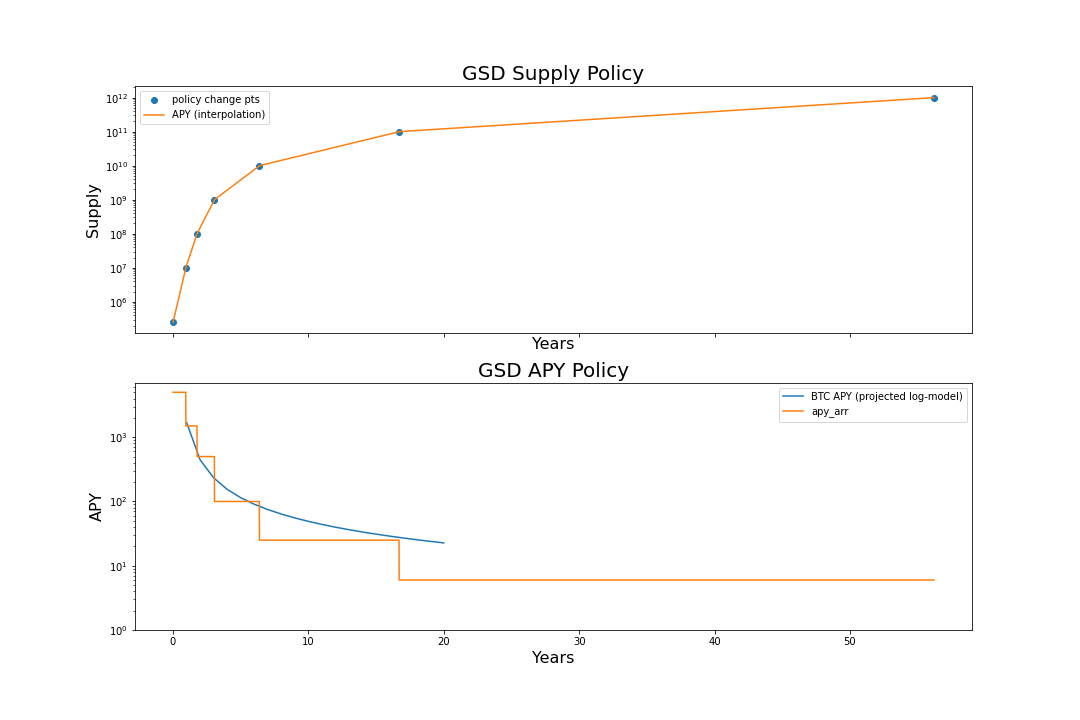 GSD Supply Policy
policy change pts
APY (interpolation)
10¹²
10¹¹
10¹⁰
10⁹
10⁸
10⁷
10⁶
Supply
Years
GSD APY Policy
BTC APY (projected log-model)
apy_arr
10³
10²
10¹
10⁰
APY
0 10 20 30 40 50
Years